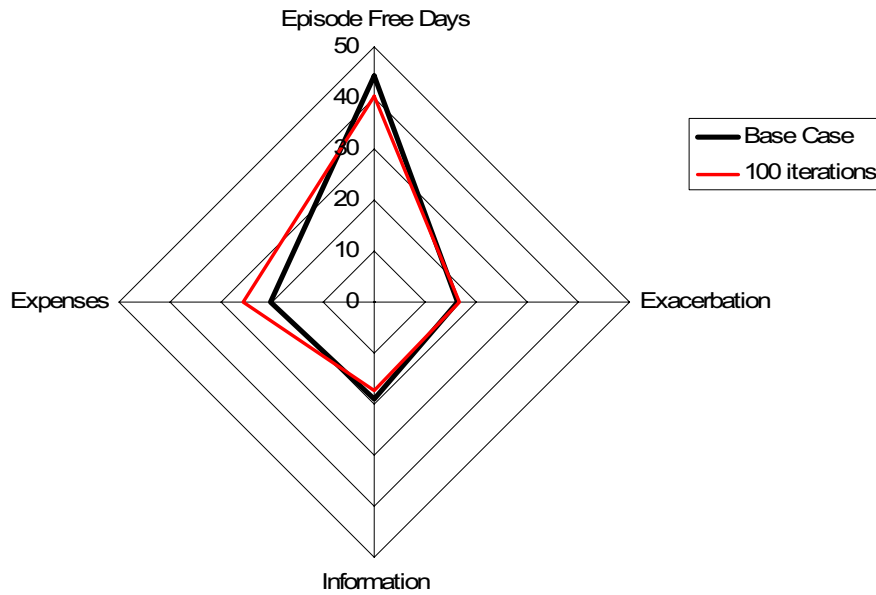 Episode Free Days
50
40
30
20
10
0
Base Case
100 iterations
Expenses
Exacerbation
Information